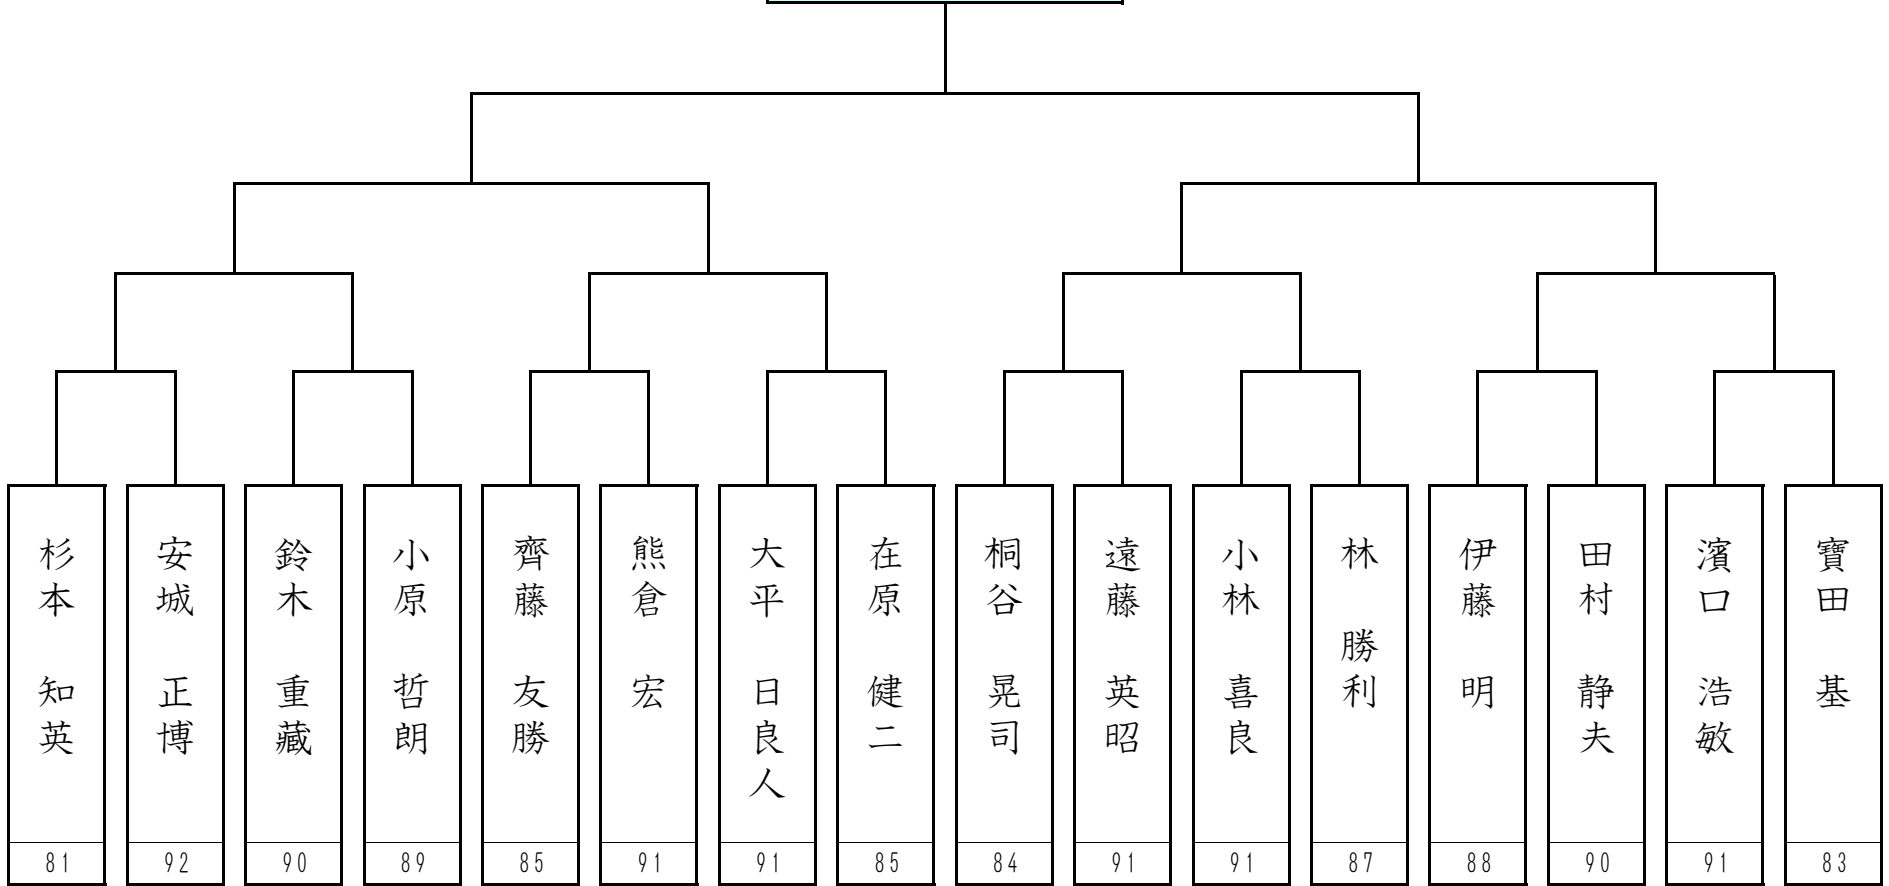 杉本 知英
81
安城 正博
92
鈴木 重藏
90
小原 哲朗
89
齊藤 友勝
85
熊倉 宏
91
大平 日良人
91
在原 健二
85
桐谷 晃司
84
遠藤 英昭
91
小林 喜良
91
林 勝利
87
伊藤 明
88
田村 静夫
90
濱口 浩敏
91
寶田 基
83